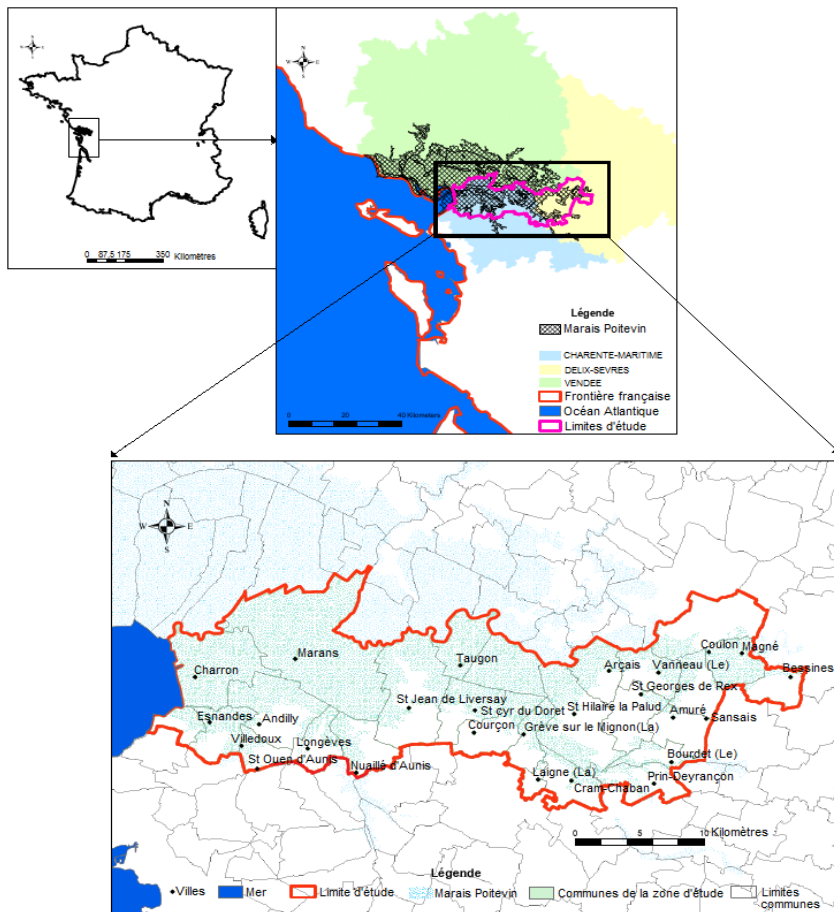 N
W E
S
0 87.5 175 350 Kilomètres
N
W E
S
Légende
Marais Poitevin
CHARENTE-MARITIME
DEUX-SEVRES
VENDEE
Frontière française
Océan Atlantique
Limites d'étude
0 20 40 Kilometers
N
W E
S
Coulon Magné
Marans
Taugon
Arçais Vanneau (Le)
Charron
Bessines
St Georges de Rex
St Jean de Liversay
St cyr du Doret
St Hilaire la Palud
Amuré
Sansais
Esnandes
Andilly
Courçon
Grève sur le Mignon(La)
Villedoux
Longèves
St Ouen d'Aunis
Nuaillé d'Aunis
Bourdet (Le)
Laigne (La)
Cram-Chaban
Prin-Deyrançon
0 5 10 Kilomètres
Légende
Villes
Mer
Limite d'étude
Marais Poitevin
Communes de la zone d'étude
Limites
communes